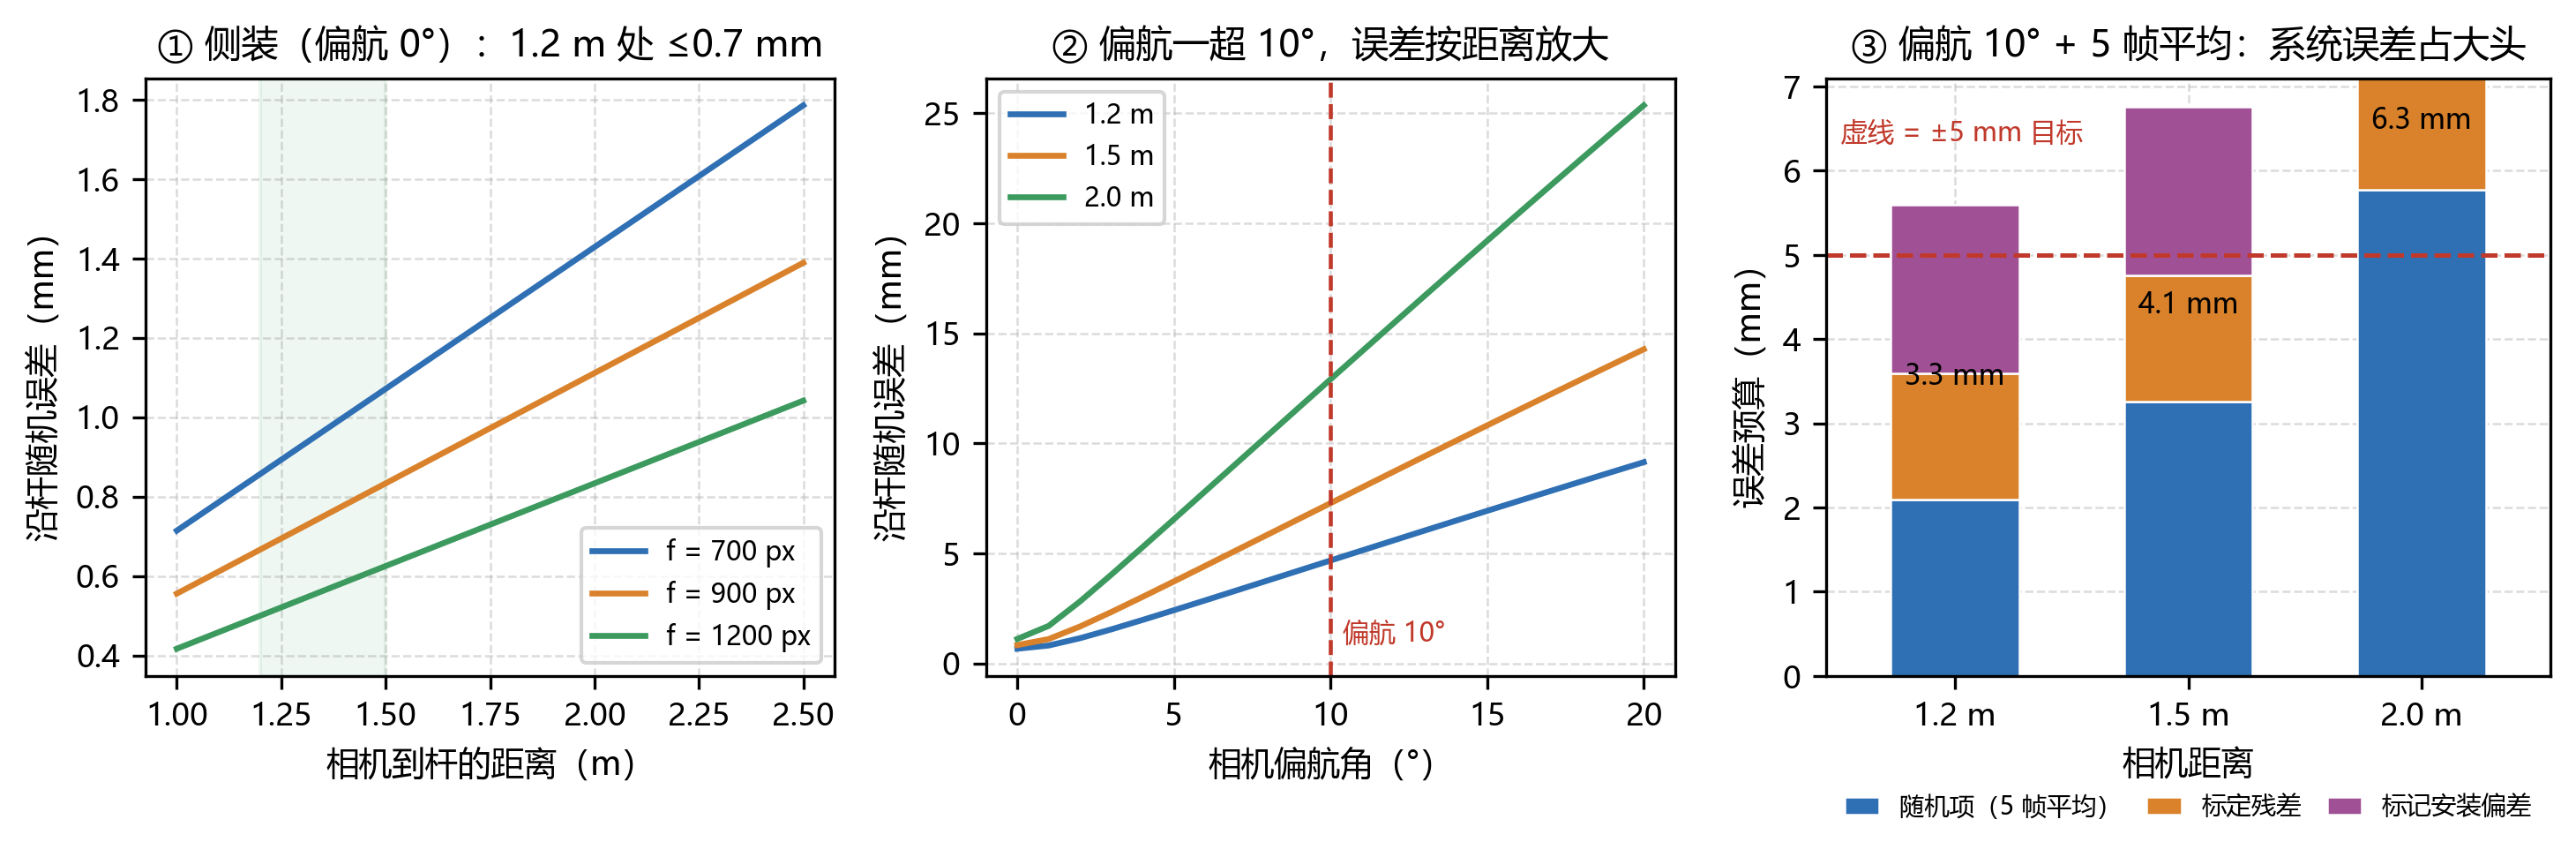 ① 侧装（偏航 0°）：1.2 m 处 ≤0.7 mm
沿杆随机误差（mm）
1.8
1.6
1.4
1.2
1.0
0.8
0.6
0.4
f = 700 px
f = 900 px
f = 1200 px
1.00 1.25 1.50 1.75 2.00 2.25 2.50
相机到杆的距离（m）
② 偏航一超 10°，误差按距离放大
沿杆随机误差（mm）
25
20
15
10
5
0
1.2 m
1.5 m
2.0 m
偏航 10°
0 5 10 15 20
相机偏航角（°）
③ 偏航 10° + 5 帧平均：系统误差占大头
误差预算（mm）
7
6
5
4
3
2
1
0
虚线 = ±5 mm 目标
3.3 mm
4.1 mm
6.3 mm
1.2 m 1.5 m 2.0 m
相机距离
随机项（5 帧平均） 标定残差 标记安装偏差